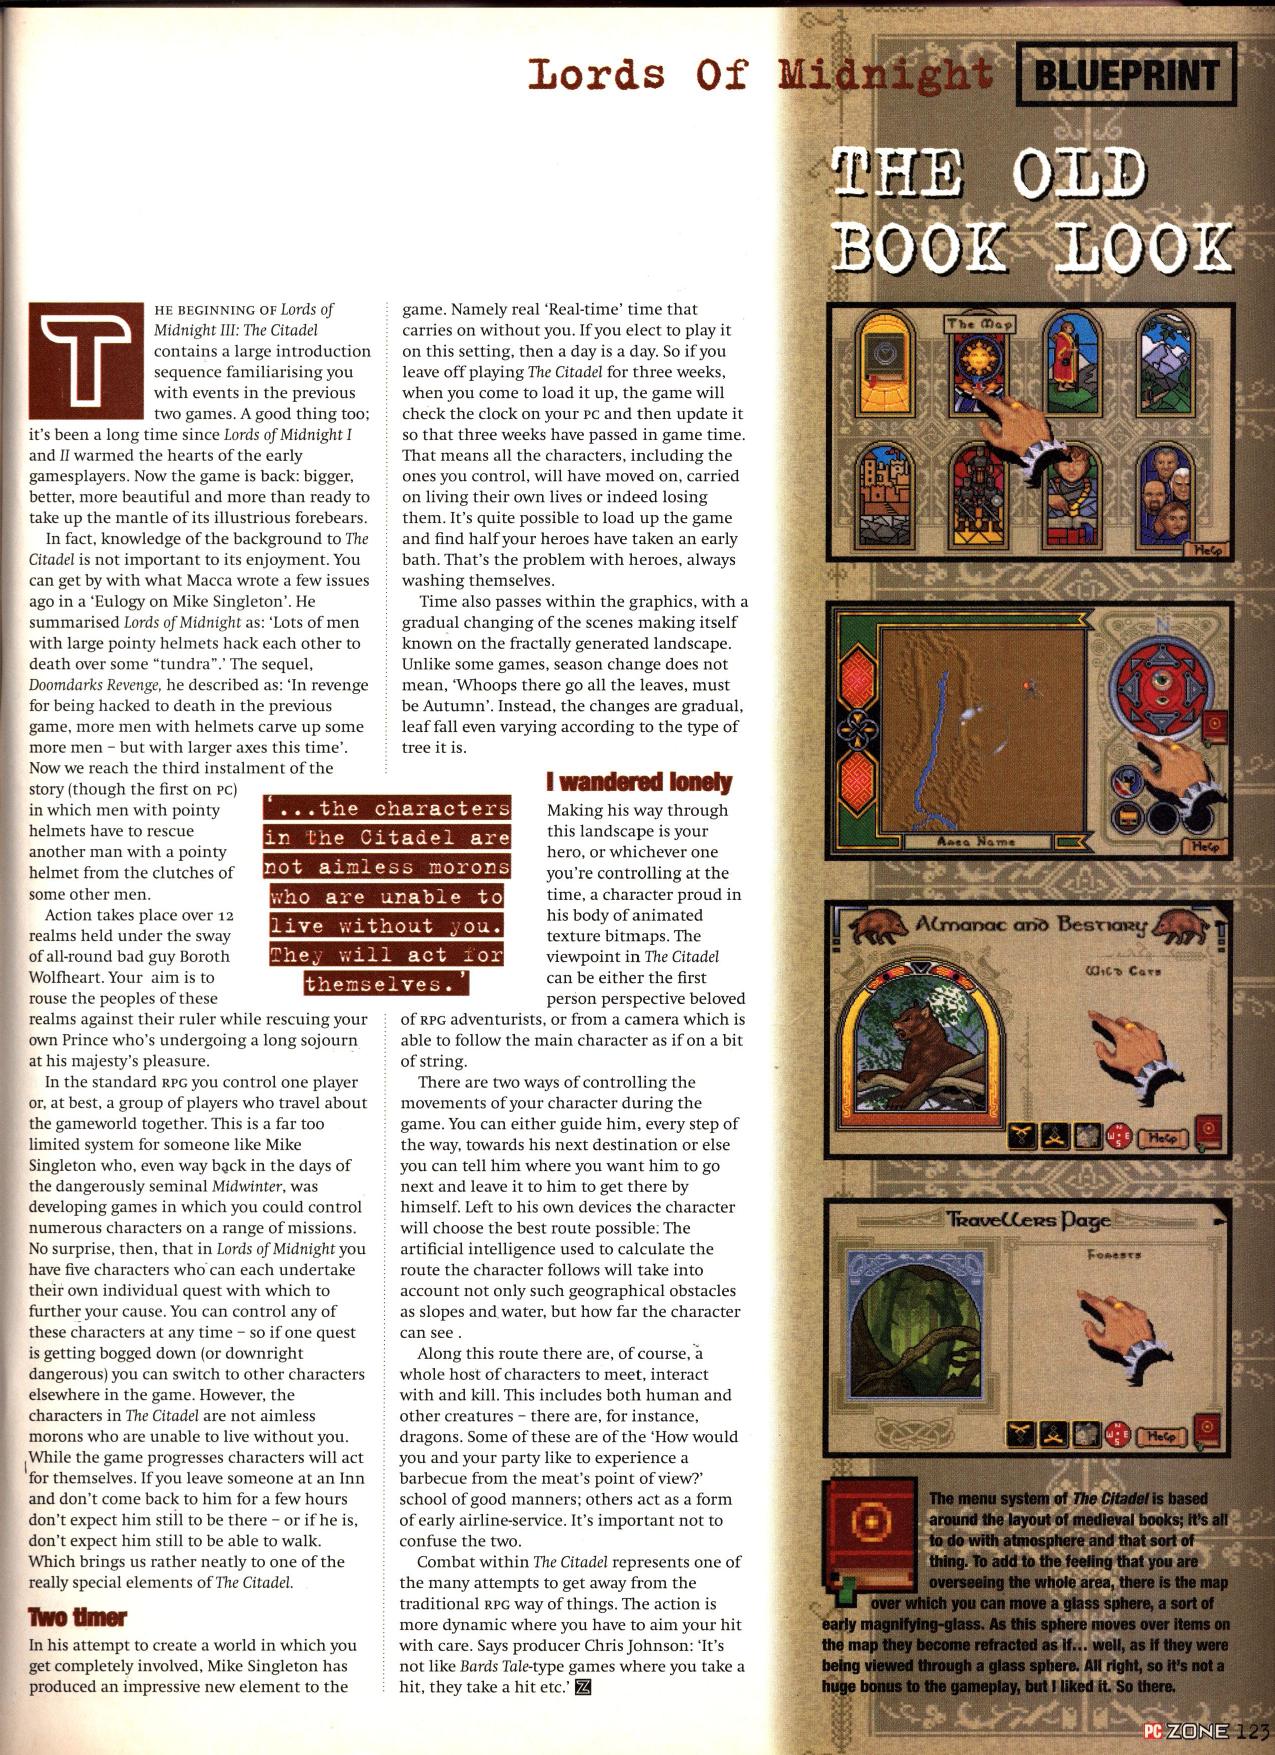 Lords Of Midnight BLUEPRINT
THE BEGINNING OF Lords of
Midnight III: The Citadel
contains a large introduction
sequence familiarising you
with events in the previous
two games. A good thing too;
it's been a long time since Lords of Midnight I
and II warmed the hearts of the early
gamesplayers. Now the game is back: bigger,
better, more beautiful and more than ready to
take up the mantle of its illustrious forebears.
In fact, knowledge of the background to The
Citadel is not important to its enjoyment. You
can get by with what Macca wrote a few issues
ago in a ‘Eulogy on Mike Singleton’. He
summarised Lords of Midnight as: ‘Lots of men
with large pointy helmets hack each other to
death over some “tundra”.’ The sequel,
Doomdarks Revenge, he described as: ‘In revenge
for being hacked to death in the previous
game, more men with helmets carve up some
more men – but with larger axes this time’.
Now we reach the third instalment of the
story (though the first on PC)
in which men with pointy
helmets have to rescue
another man with a pointy
helmet from the clutches of
some other men.
Action takes place over 12
realms held under the sway
of all-round bad guy Boroth
Wolfheart. Your aim is to
rouse the peoples of these
realms against their ruler while rescuing your
own Prince who's undergoing a long sojourn
at his majesty's pleasure.
In the standard RPG you control one player
or, at best, a group of players who travel about
the gameworld together. This is a far too
limited system for someone like Mike
Singleton who, even way back in the days of
the dangerously seminal Midwinter, was
developing games in which you could control
numerous characters on a range of missions.
No surprise, then, that in Lords of Midnight you
have five characters who can each undertake
their own individual quest with which to
further your cause. You can control any of
these characters at any time – so if one quest
is getting bogged down (or downright
dangerous) you can switch to other characters
elsewhere in the game. However, the
characters in The Citadel are not aimless
morons who are unable to live without you.
While the game progresses characters will act
for themselves. If you leave someone at an Inn
and don't come back to him for a few hours
don't expect him still to be there – or if he is,
don't expect him still to be able to walk.
Which brings us rather neatly to one of the
really special elements of The Citadel.
Two timer
In his attempt to create a world in which you
get completely involved, Mike Singleton has
produced an impressive new element to the
‘...the characters
in the Citadel are
not aimless morons
who are unable to
live without you.
They will act for
themselves.’
game. Namely real ‘Real-time’ time that
carries on without you. If you elect to play it
on this setting, then a day is a day. So if you
leave off playing The Citadel for three weeks,
when you come to load it up, the game will
check the clock on your PC and then update it
so that three weeks have passed in game time.
That means all the characters, including the
ones you control, will have moved on, carried
on living their own lives or indeed losing
them. It's quite possible to load up the game
and find half your heroes have taken an early
bath. That's the problem with heroes, always
washing themselves.
Time also passes within the graphics, with a
gradual changing of the scenes making itself
known on the fractally generated landscape.
Unlike some games, season change does not
mean, ‘Whoops there go all the leaves, must
be Autumn’. Instead, the changes are gradual,
leaf fall even varying according to the type of
tree it is.
I wandered lonely
Making his way through
this landscape is your
hero, or whichever one
you're controlling at the
time, a character proud in
his body of animated
texture bitmaps. The
viewpoint in The Citadel
can be either the first
person perspective beloved
of RPG adventurists, or from a camera which is
able to follow the main character as if on a bit
of string.
There are two ways of controlling the
movements of your character during the
game. You can either guide him, every step of
the way, towards his next destination or else
you can tell him where you want him to go
next and leave it to him to get there by
himself. Left to his own devices the character
will choose the best route possible. The
artificial intelligence used to calculate the
route the character follows will take into
account not only such geographical obstacles
as slopes and water, but how far the character
can see .
Along this route there are, of course, a
whole host of characters to meet, interact
with and kill. This includes both human and
other creatures – there are, for instance,
dragons. Some of these are of the ‘How would
you and your party like to experience a
barbecue from the meat's point of view?’
school of good manners; others act as a form
of early airline-service. It's important not to
confuse the two.
Combat within The Citadel represents one of
the many attempts to get away from the
traditional RPG way of things. The action is
more dynamic where you have to aim your hit
with care. Says producer Chris Johnson: ‘It's
not like Bards Tale-type games where you take a
hit, they take a hit etc.’ Z
THE OLD
BOOK LOOK
The Map
Help
N
Area Name
Help
Almanac and Bestiary
Wild Cats
N
W E
S
Help
Travellers Page
Forests
N
W E
S
Help
The menu system of The Citadel is based
around the layout of medieval books; it's all
to do with atmosphere and that sort of
thing. To add to the feeling that you are
overseeing the whole area, there is the map
over which you can move a glass sphere, a sort of
early magnifying-glass. As this sphere moves over items on
the map they become refracted as if... well, as if they were
being viewed through a glass sphere. All right, so it's not a
huge bonus to the gameplay, but I liked it. So there.
PC ZONE 123